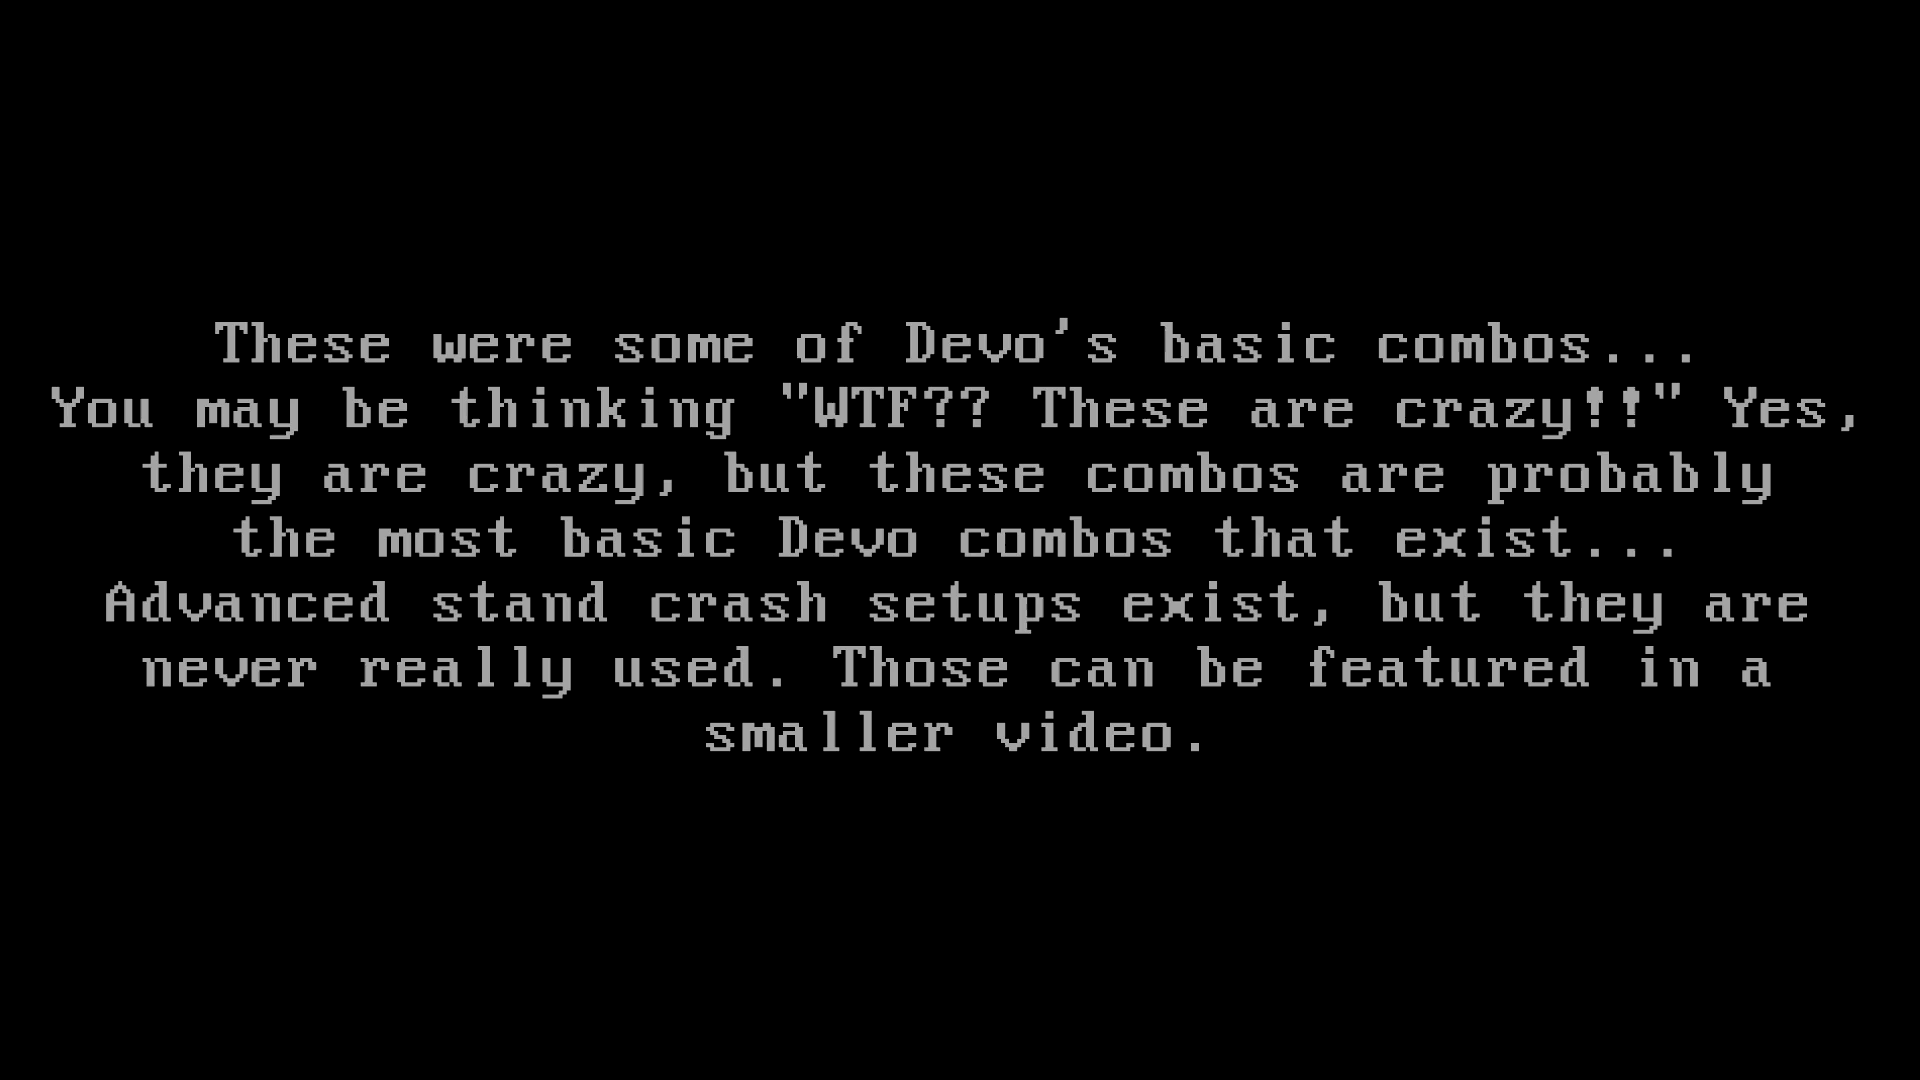 These were some of Devo's basic combos...
You may be thinking "WTF?? These are crazy!!" Yes,
they are crazy, but these combos are probably
the most basic Devo combos that exist...
Advanced stand crash setups exist, but they are
never really used. Those can be featured in a
smaller video.